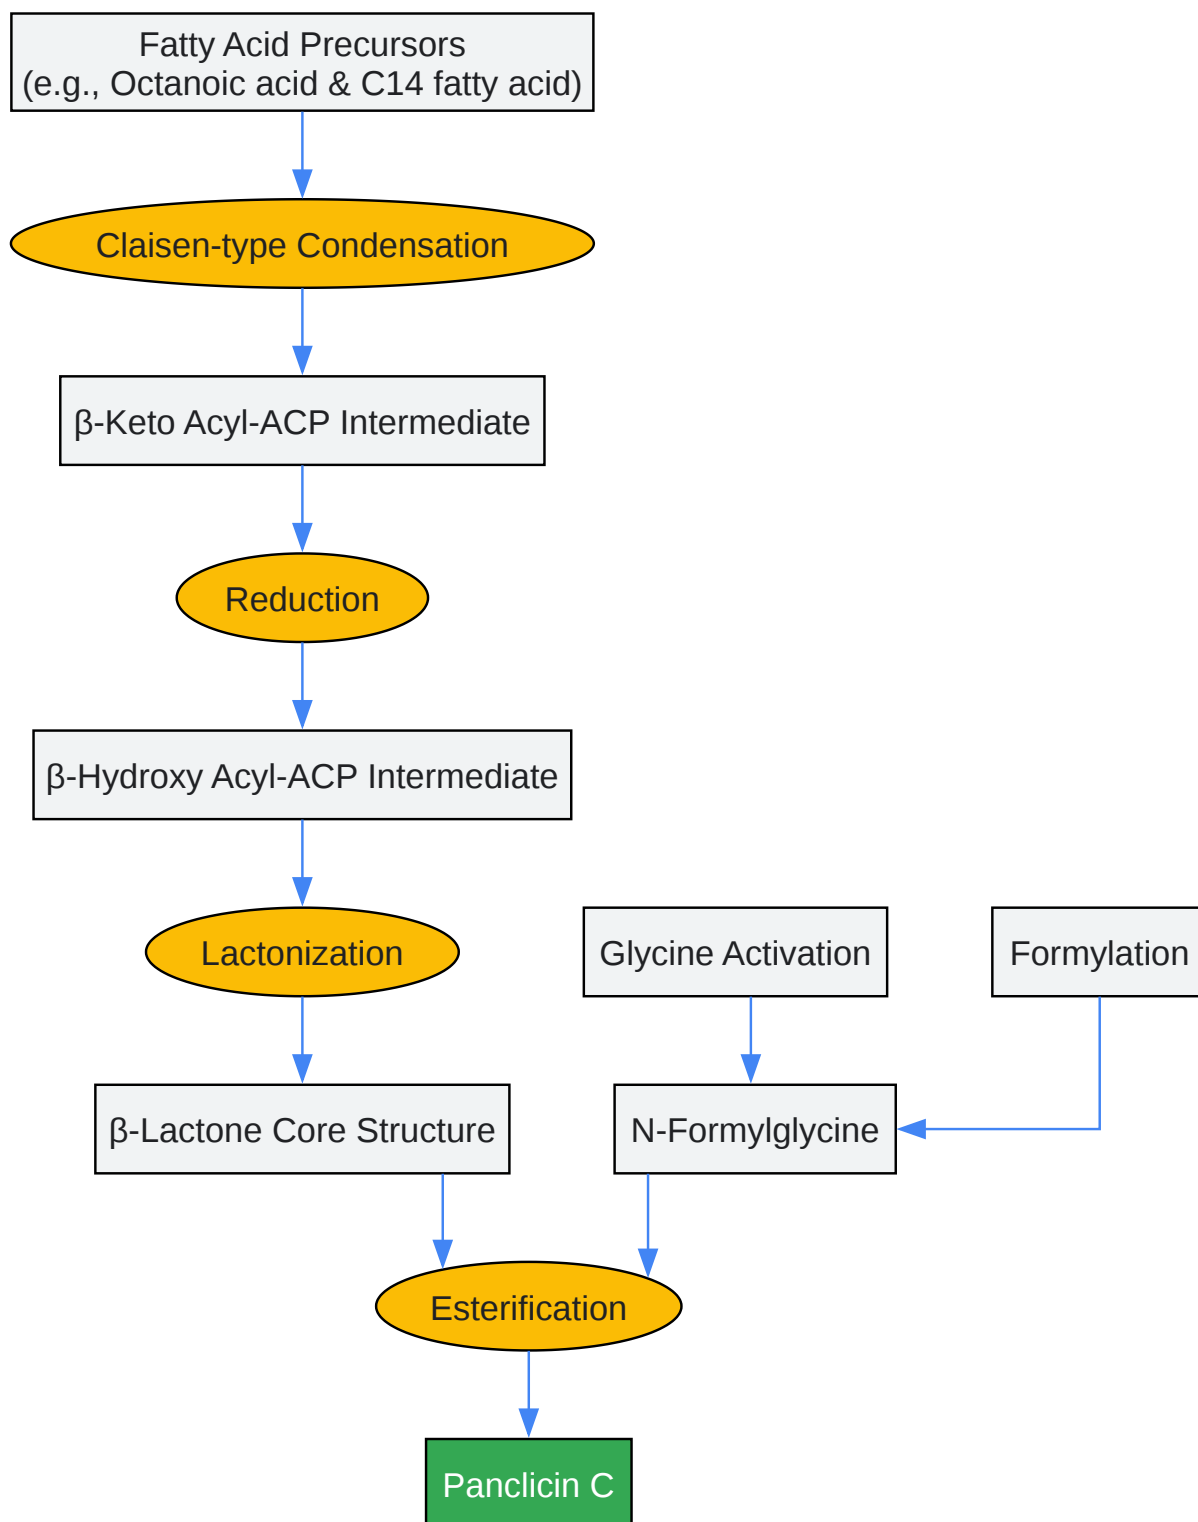 Fatty Acid Precursors
(e.g., Octanoic acid & C14 fatty acid)
Claisen-type Condensation
β-Keto Acyl-ACP Intermediate
Reduction
β-Hydroxy Acyl-ACP Intermediate
Lactonization
Glycine Activation
Formylation
β-Lactone Core Structure
N-Formylglycine
Esterification
Panclicin C